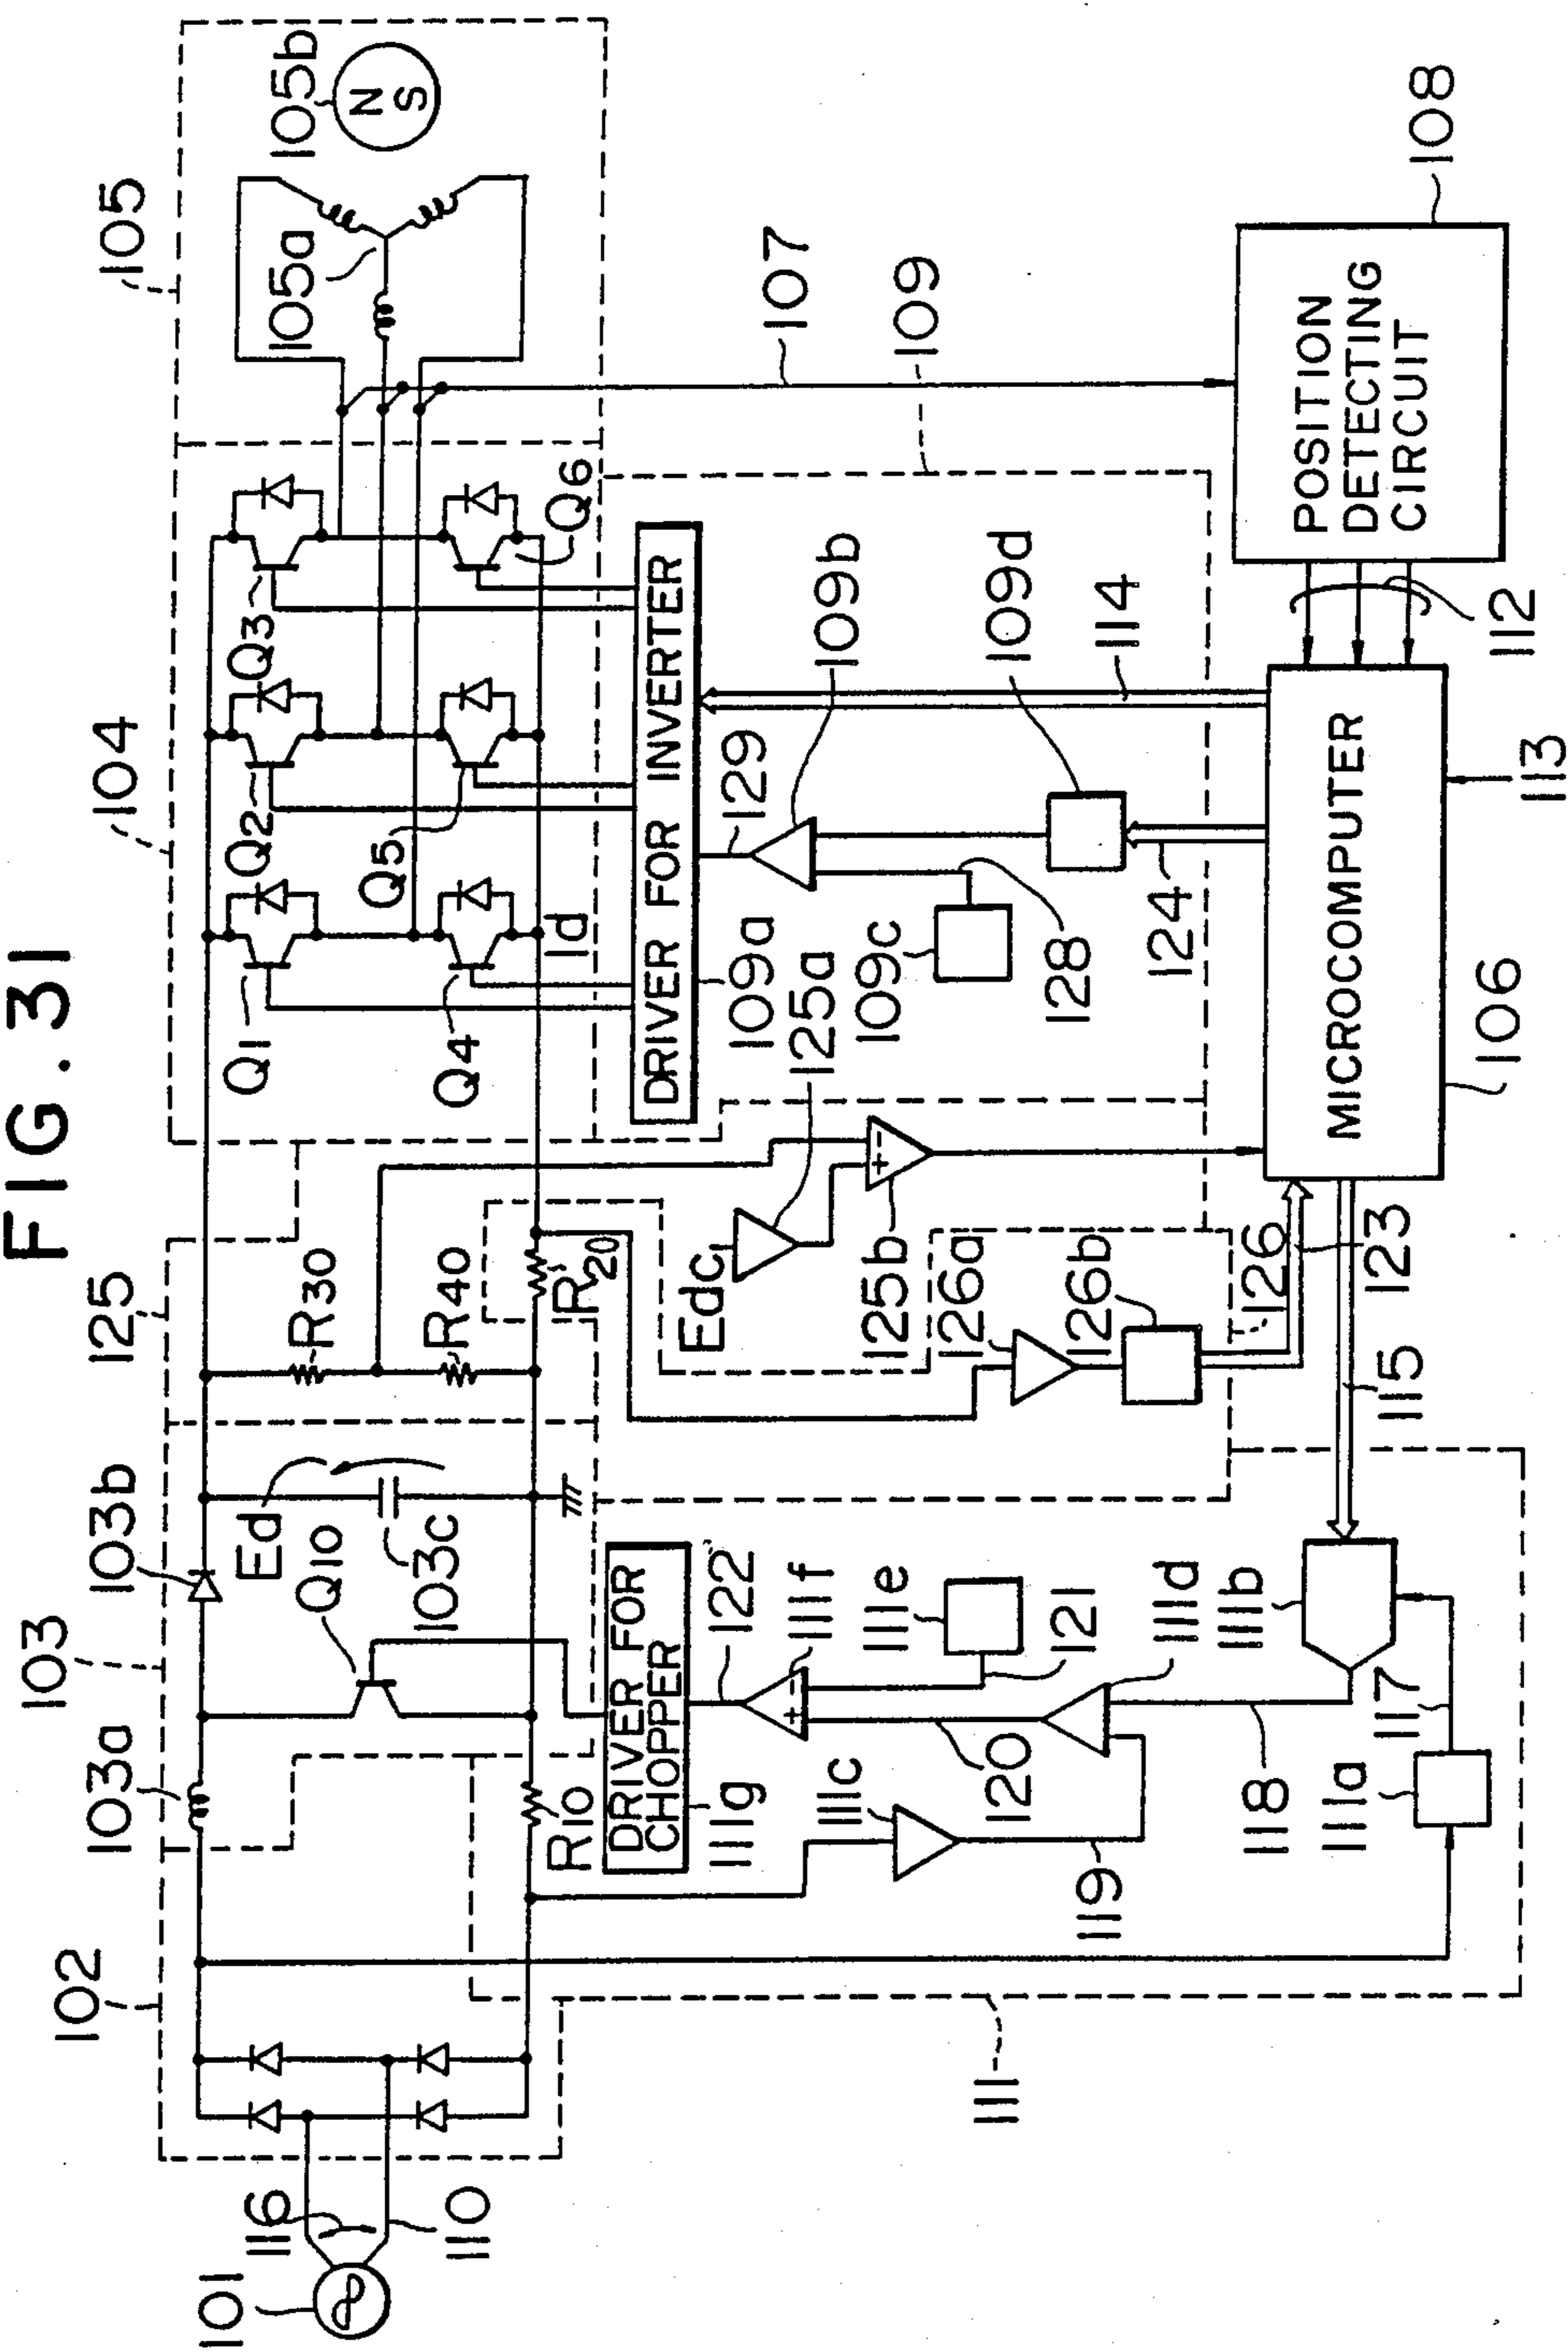 FIG. 31
101
116
110
102
103a
103
103b
Q10
Ed
103c
125
R30
R40
R10
R20
104
Q1
Q2
Q3
Q4
Q5
Q6
1d
105
105a
105b
N
S
107
109
DRIVER FOR
CHOPPER
111g
122
111f
+
−
111e
121
111c
120
111d
119
118
111b
111a
117
111
115
123
126
126a
126b
Edc
125a
125b
+
−
DRIVER FOR INVERTER
109a
129
109b
109c
128
109d
124
114
MICROCOMPUTER
106
113
112
POSITION
DETECTING
CIRCUIT
108